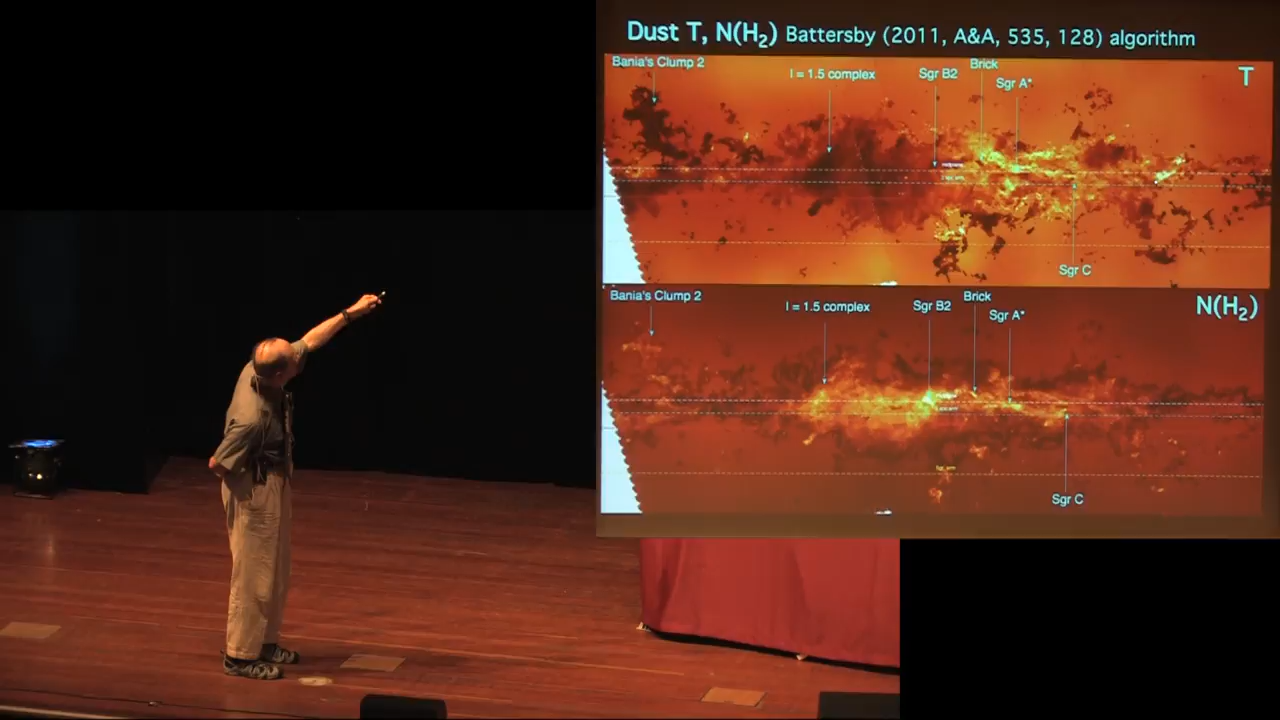 Dust T, N(H₂) Battersby (2011, A&A, 535, 128) algorithm
Bania's Clump 2
l = 1.5 complex
Sgr B2
Brick
Sgr A*
T
Sgr C
Bania's Clump 2
l = 1.5 complex
Sgr B2
Brick
Sgr A*
N(H₂)
Sgr C